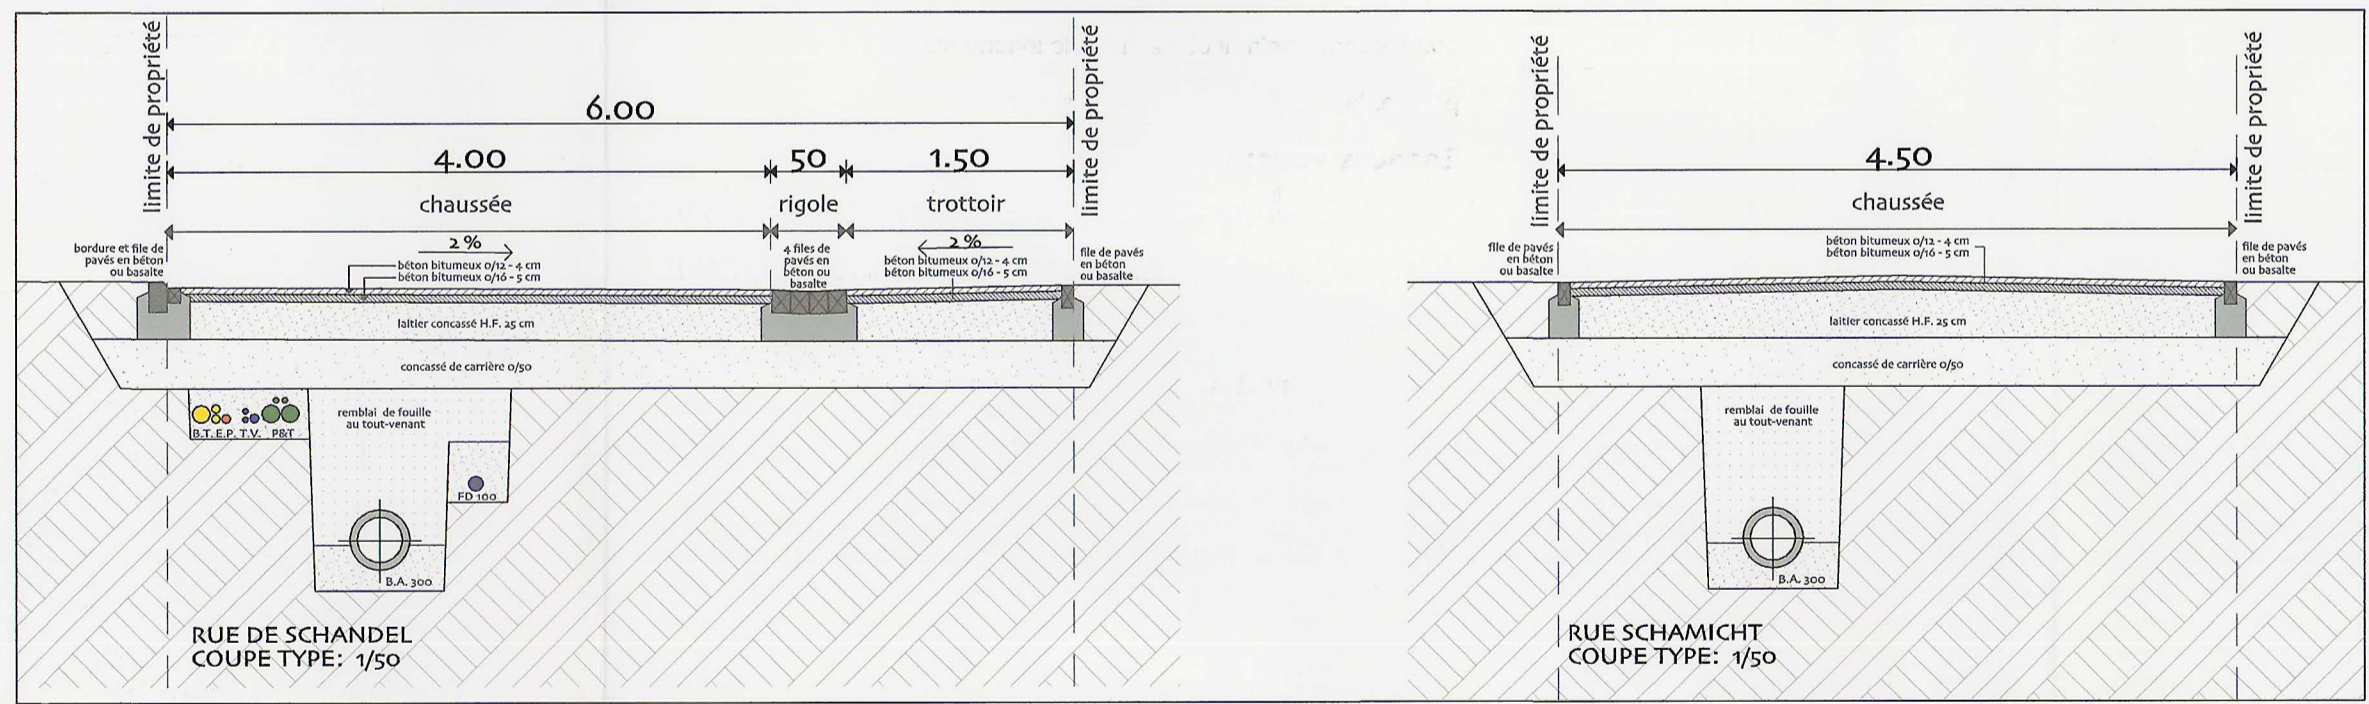 limite de propriété
6.00
4.00
50
1.50
chaussée
rigole
trottoir
limite de propriété
bordure et file de
pavés en béton
ou basalte
2 %
béton bitumeux 0/12 - 4 cm
béton bitumeux 0/16 - 5 cm
4 files de
pavés en
béton ou
basalte
2 %
béton bitumeux 0/12 - 4 cm
béton bitumeux 0/16 - 5 cm
file de pavés
en béton
ou basalte
laitier concassé H.F. 25 cm
concassé de carrière 0/50
B.T. E.P. T.V. P&T
remblai de fouille
au tout-venant
FD 100
B.A. 300
RUE DE SCHANDEL
COUPE TYPE: 1/50
limite de propriété
4.50
chaussée
limite de propriété
file de pavés
en béton
ou basalte
béton bitumeux 0/12 - 4 cm
béton bitumeux 0/16 - 5 cm
file de pavés
en béton
ou basalte
laitier concassé H.F. 25 cm
concassé de carrière 0/50
remblai de fouille
au tout-venant
B.A. 300
RUE SCHAMICHT
COUPE TYPE: 1/50